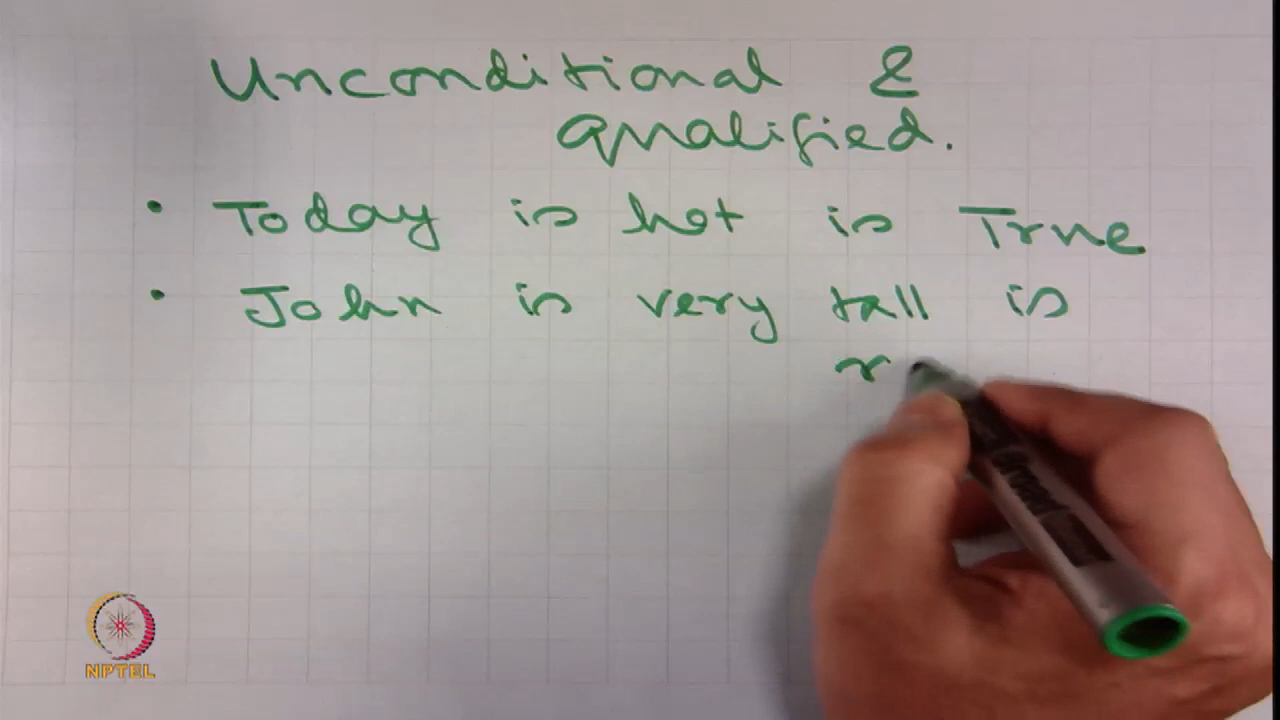 Unconditional &
qualified.
• Today is hot is True
• John is very tall is
r
NPTEL